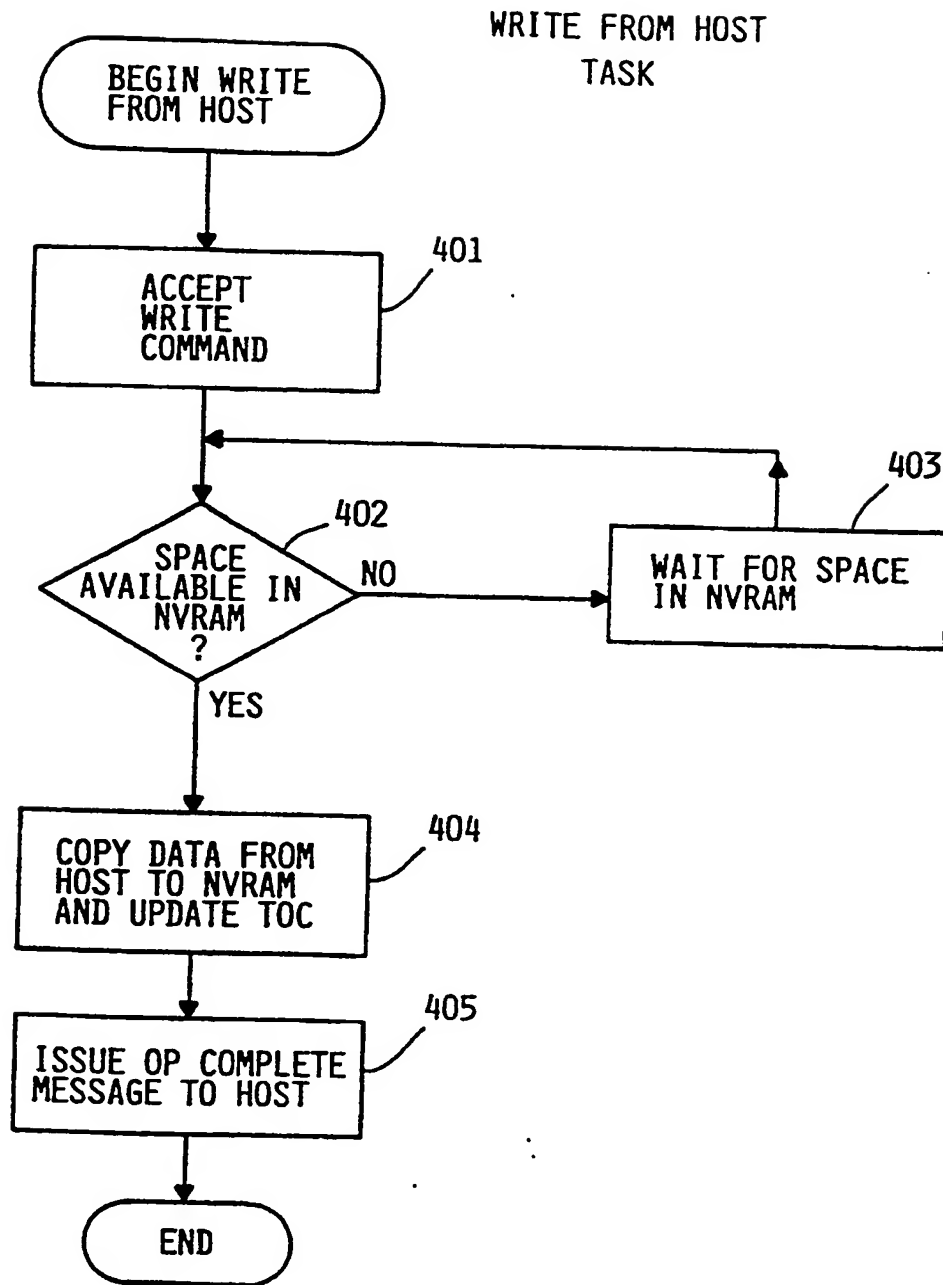 WRITE FROM HOST
TASK
BEGIN WRITE
FROM HOST
401
ACCEPT
WRITE
COMMAND
402
SPACE
AVAILABLE IN
NVRAM
?
NO
403
WAIT FOR SPACE
IN NVRAM
YES
404
COPY DATA FROM
HOST TO NVRAM
AND UPDATE TOC
405
ISSUE OP COMPLETE
MESSAGE TO HOST
END